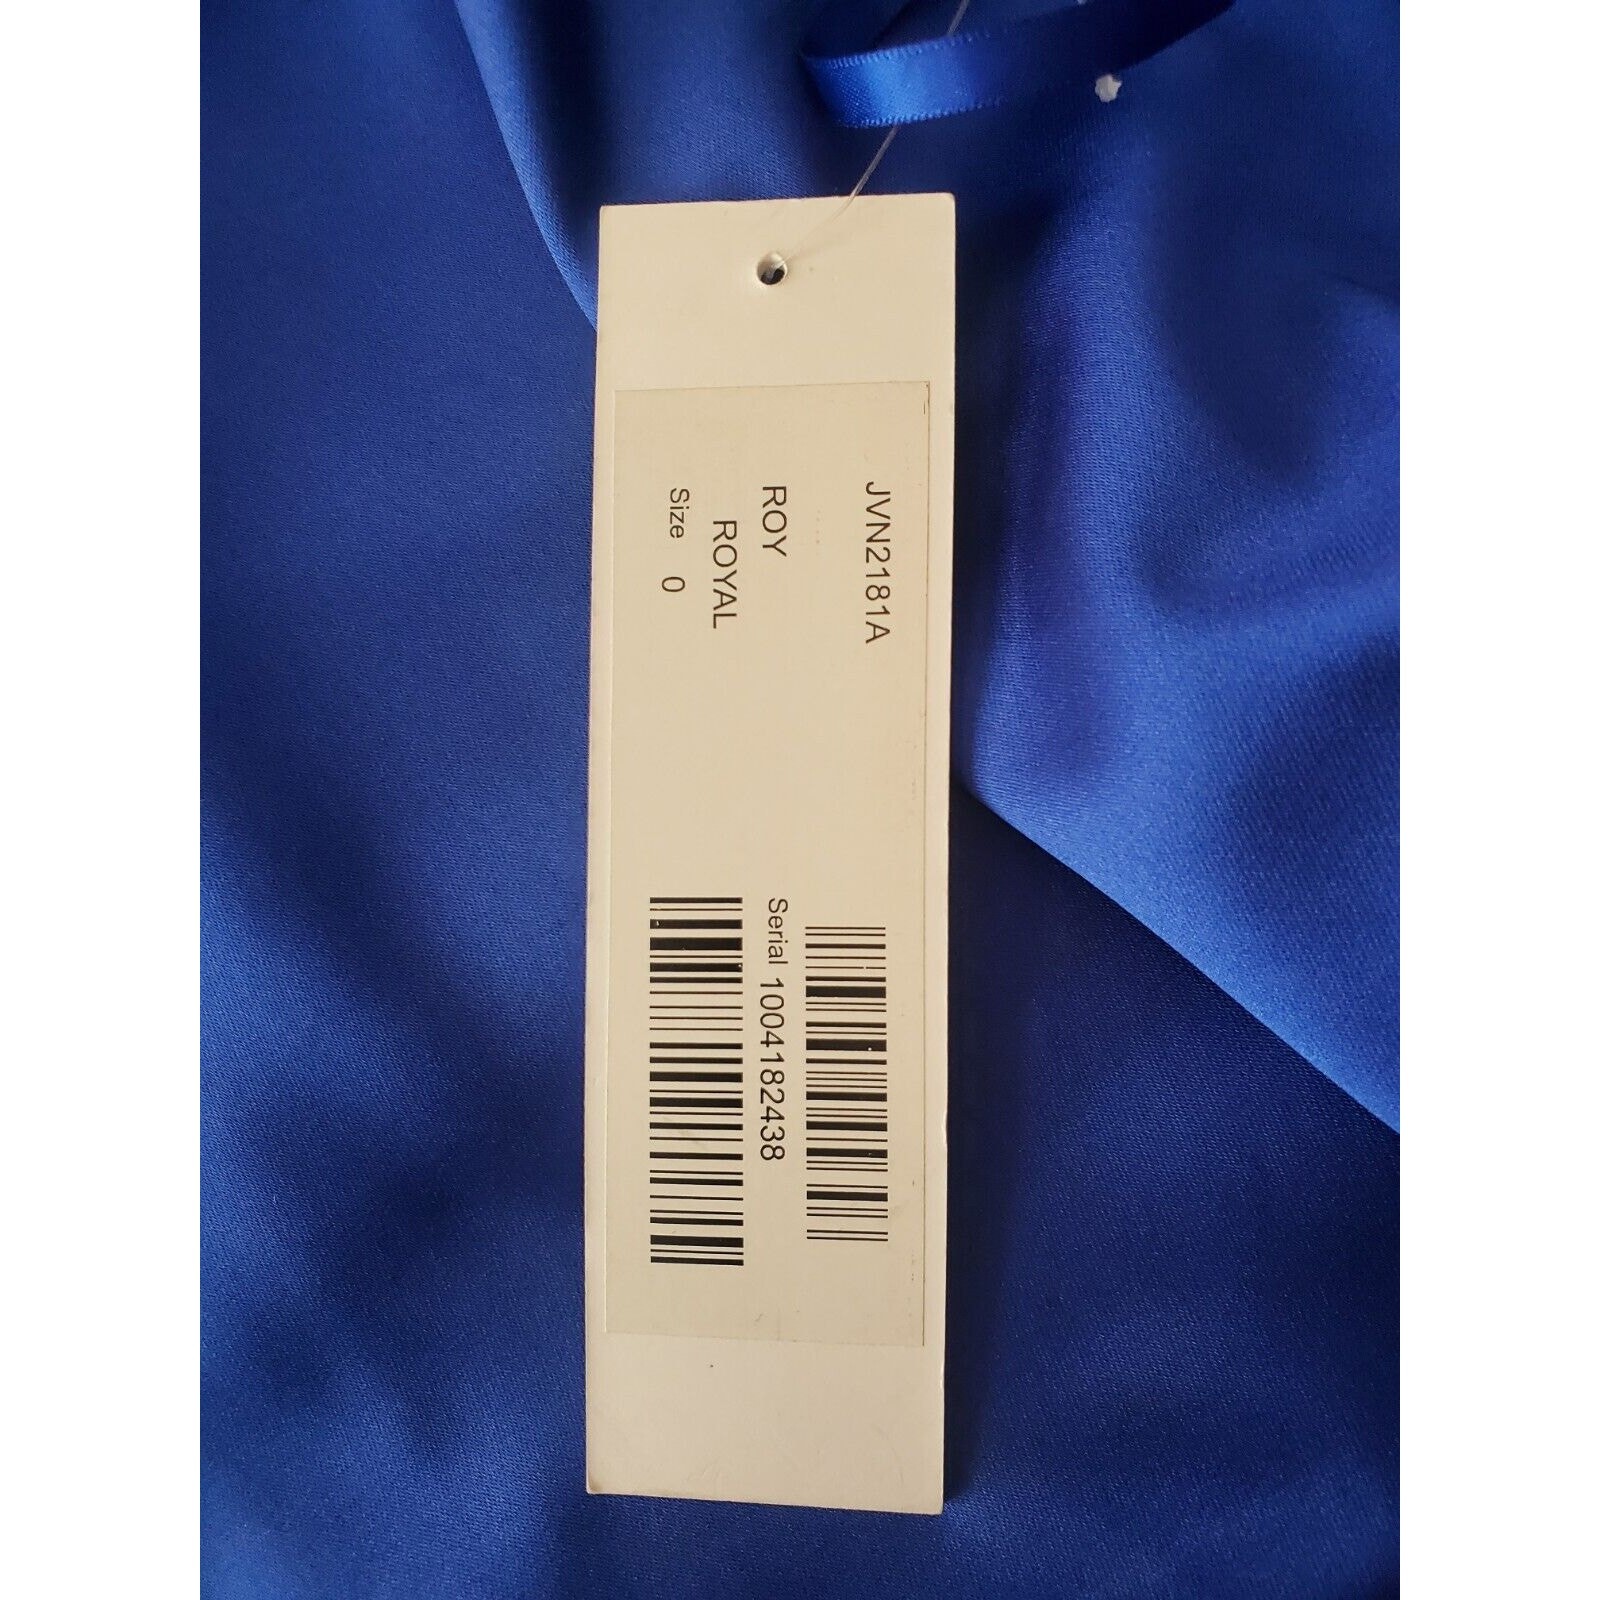 JVN2181A
ROY
ROYAL
Size 0
Serial 1004182438